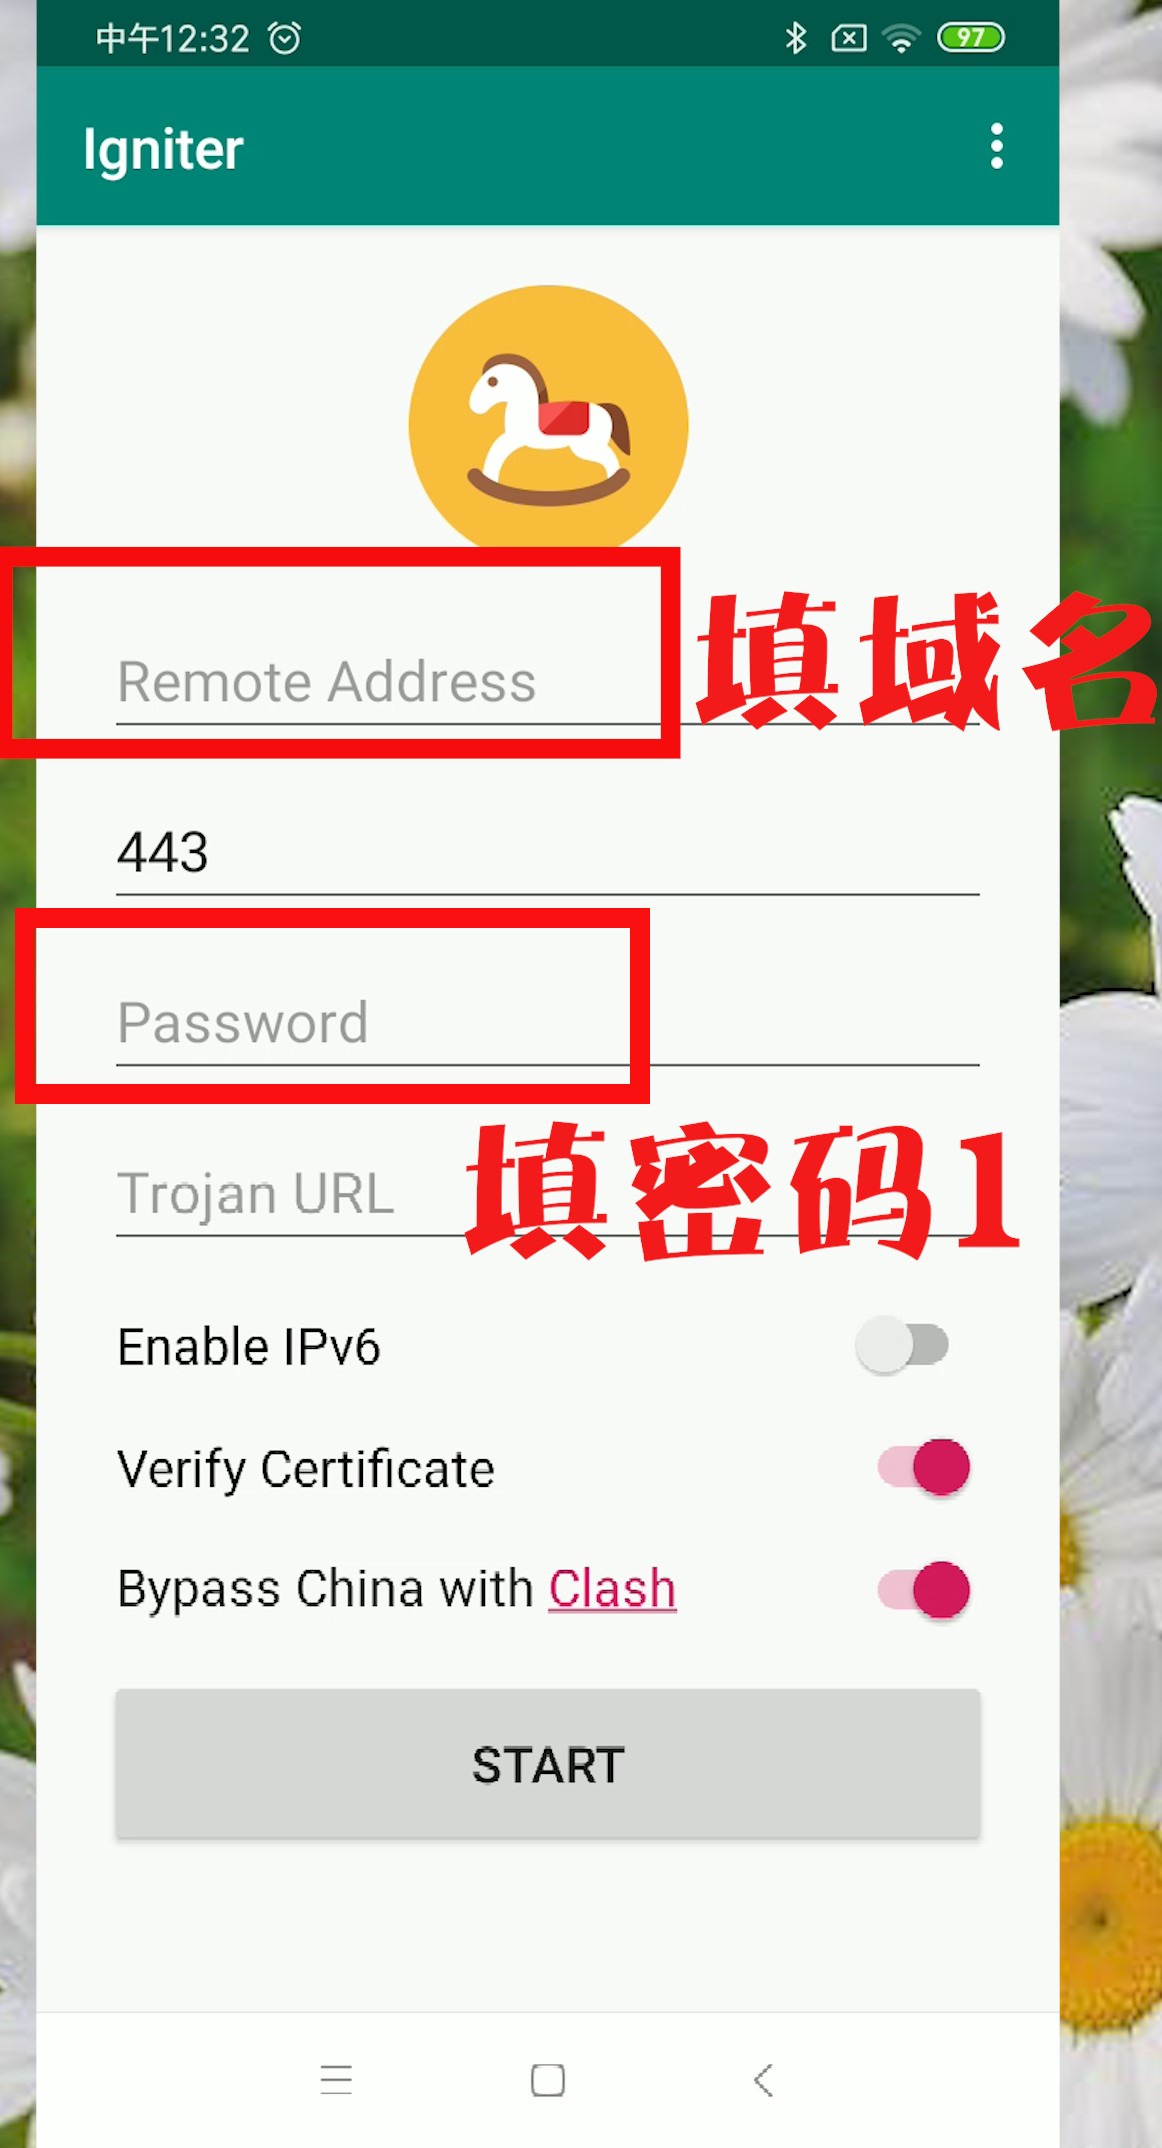 中午12:32
97
Igniter
Remote Address
填域名
443
Password
填密码1
Trojan URL
Enable IPv6
Verify Certificate
Bypass China with Clash
START